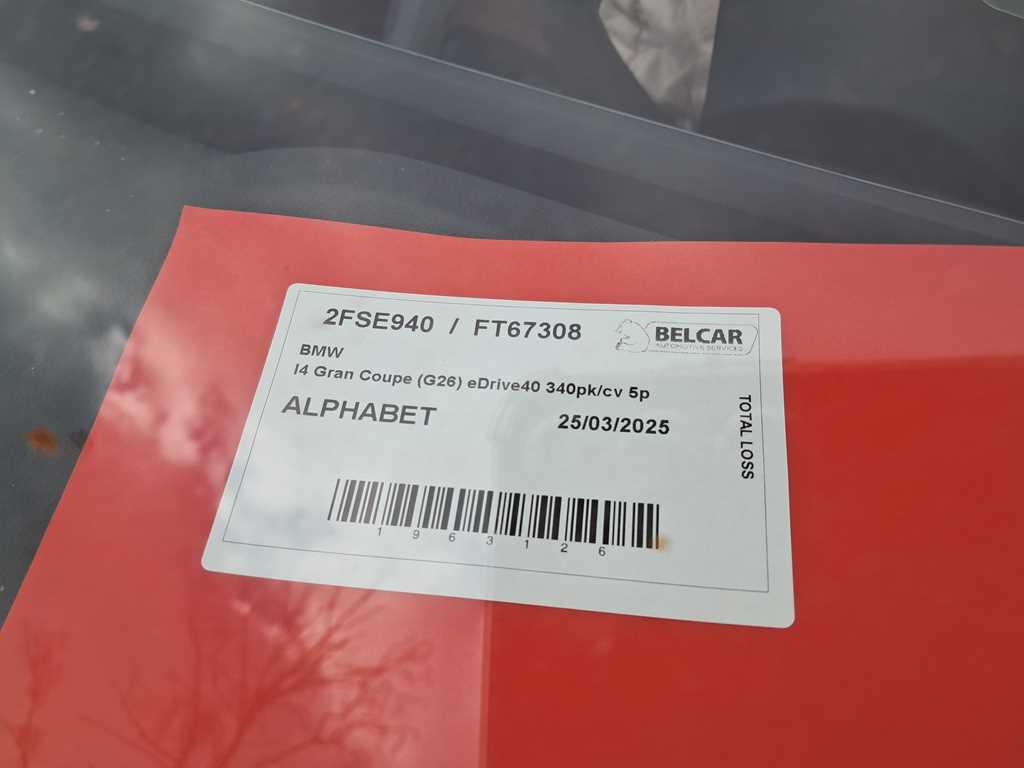 2FSE940 / FT67308
BELCAR
AUTOMOTIVE SERVICES
BMW
I4 Gran Coupe (G26) eDrive40 340pk/cv 5p
ALPHABET
25/03/2025
TOTAL LOSS
1963126